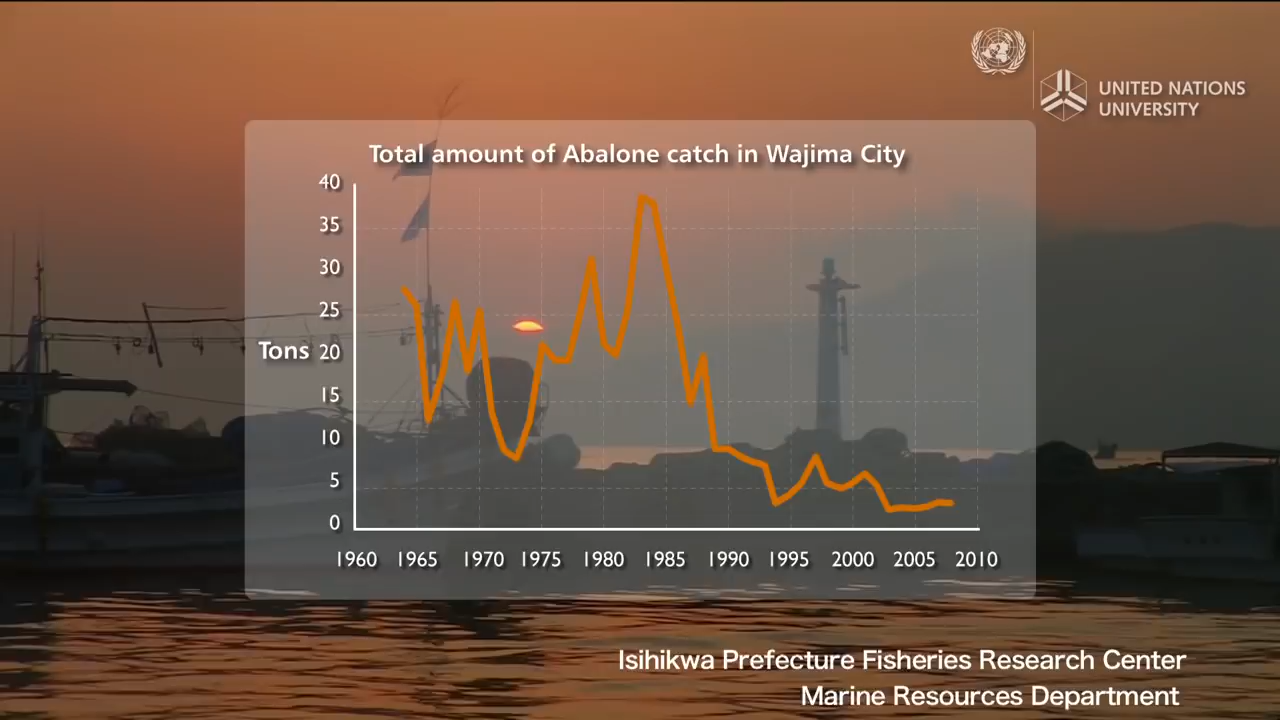 UNITED NATIONS
UNIVERSITY
Total amount of Abalone catch in Wajima City
40
35
30
25
Tons 20
15
10
5
0
1960 1965 1970 1975 1980 1985 1990 1995 2000 2005 2010
Isihikwa Prefecture Fisheries Research Center
Marine Resources Department